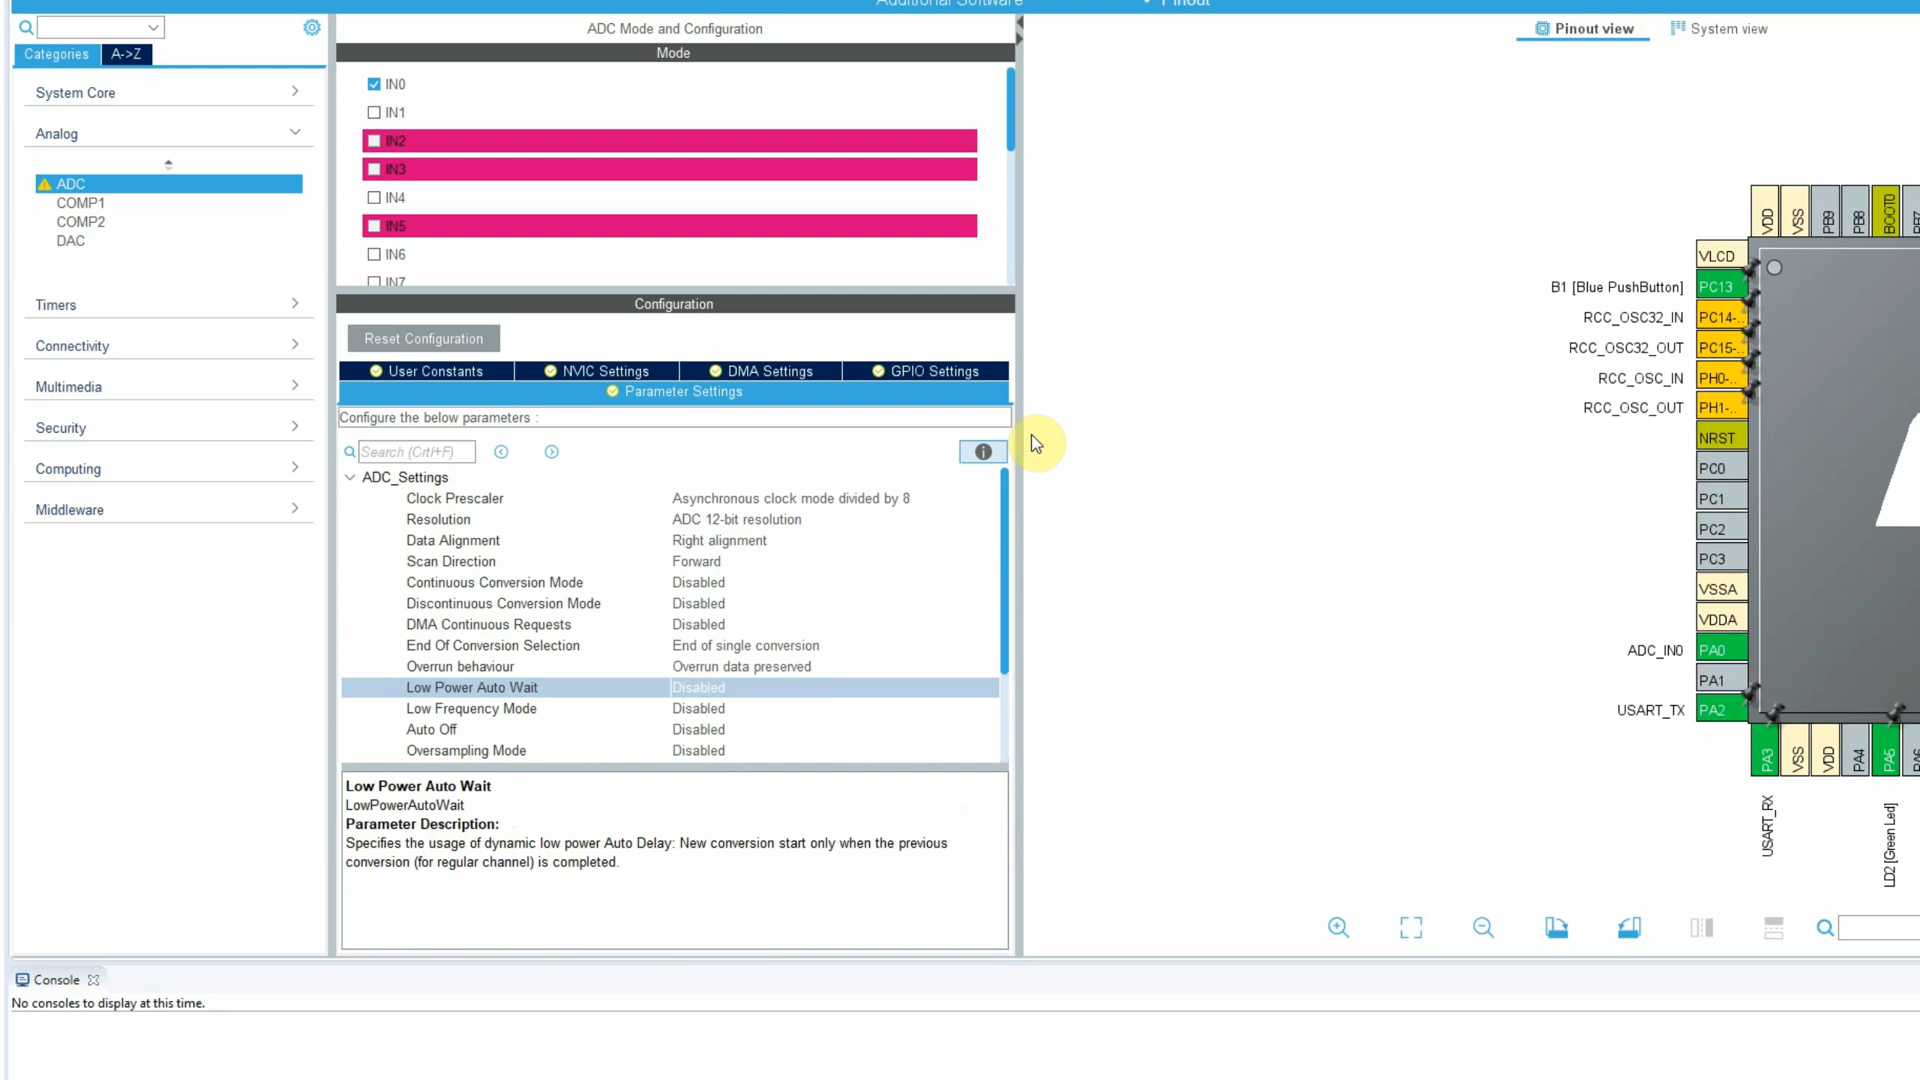 Additional Software
Pinout
ADC Mode and Configuration
Pinout view
System view
Categories
A->Z
Mode
System Core
Analog
ADC
COMP1
COMP2
DAC
Timers
Connectivity
Multimedia
Security
Computing
Middleware
IN0
IN1
IN2
IN3
IN4
IN5
IN6
IN7
Configuration
Reset Configuration
User Constants
NVIC Settings
DMA Settings
GPIO Settings
Parameter Settings
Configure the below parameters :
Search (Crtl+F)
ADC_Settings
Clock Prescaler Asynchronous clock mode divided by 8
Resolution ADC 12-bit resolution
Data Alignment Right alignment
Scan Direction Forward
Continuous Conversion Mode Disabled
Discontinuous Conversion Mode Disabled
DMA Continuous Requests Disabled
End Of Conversion Selection End of single conversion
Overrun behaviour Overrun data preserved
Low Power Auto Wait Disabled
Low Frequency Mode Disabled
Auto Off Disabled
Oversampling Mode Disabled
Low Power Auto Wait
LowPowerAutoWait
Parameter Description:
Specifies the usage of dynamic low power Auto Delay: New conversion start only when the previous
conversion (for regular channel) is completed.
VDD
VSS
PB9
PB8
BOOT0
VLCD
B1 [Blue PushButton] PC13
RCC_OSC32_IN PC14-..
RCC_OSC32_OUT PC15-..
RCC_OSC_IN PH0-..
RCC_OSC_OUT PH1-..
NRST
PC0
PC1
PC2
PC3
VSSA
VDDA
ADC_IN0 PA0
PA1
USART_TX PA2
PA3
VSS
VDD
PA4
PA5
USART_RX
LD2 [Green Led]
Console
No consoles to display at this time.